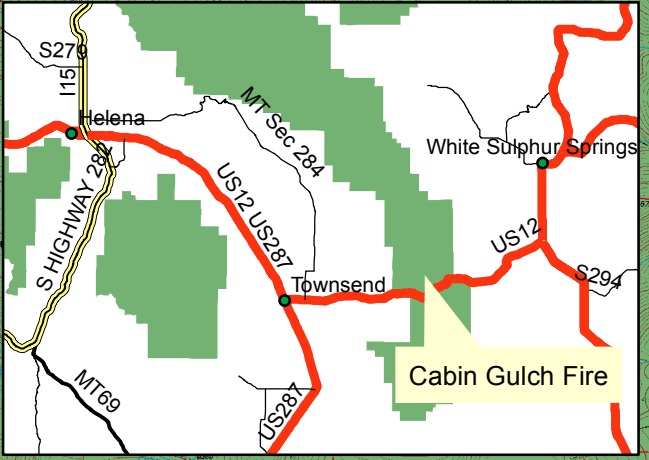 S279
I15
Helena
MT Sec 284
White Sulphur Springs
S HIGHWAY 282
US12 US287
US12
S294
Townsend
Cabin Gulch Fire
MT69
US287